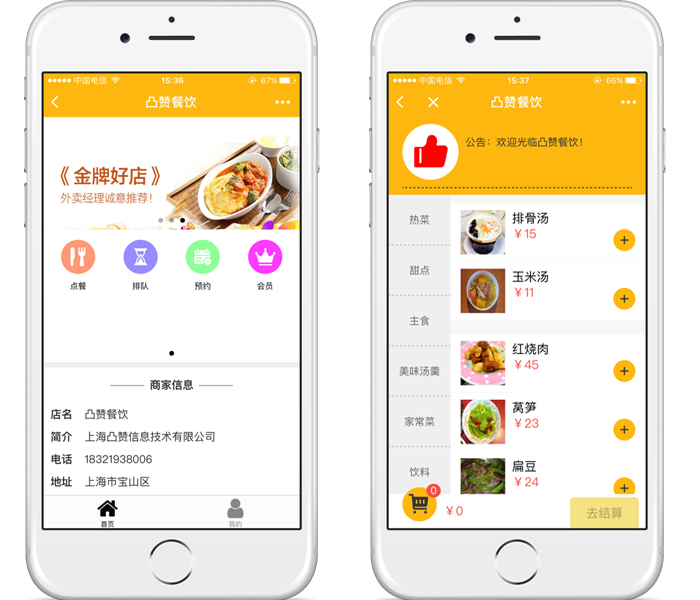 中国电信 15:36 67%
凸赞餐饮
《金牌好店》
外卖经理诚意推荐！
点餐 排队 预约 会员
商家信息
店名 凸赞餐饮
简介 上海凸赞信息技术有限公司
电话 18321938006
地址 上海市宝山区
首页 我的
中国电信 15:37 66%
凸赞餐饮
公告：欢迎光临凸赞餐饮！
热菜
甜点
主食
美味汤羹
家常菜
饮料
排骨汤
￥15
玉米汤
￥11
红烧肉
￥45
莴笋
￥23
扁豆
￥24
0
￥0
去结算